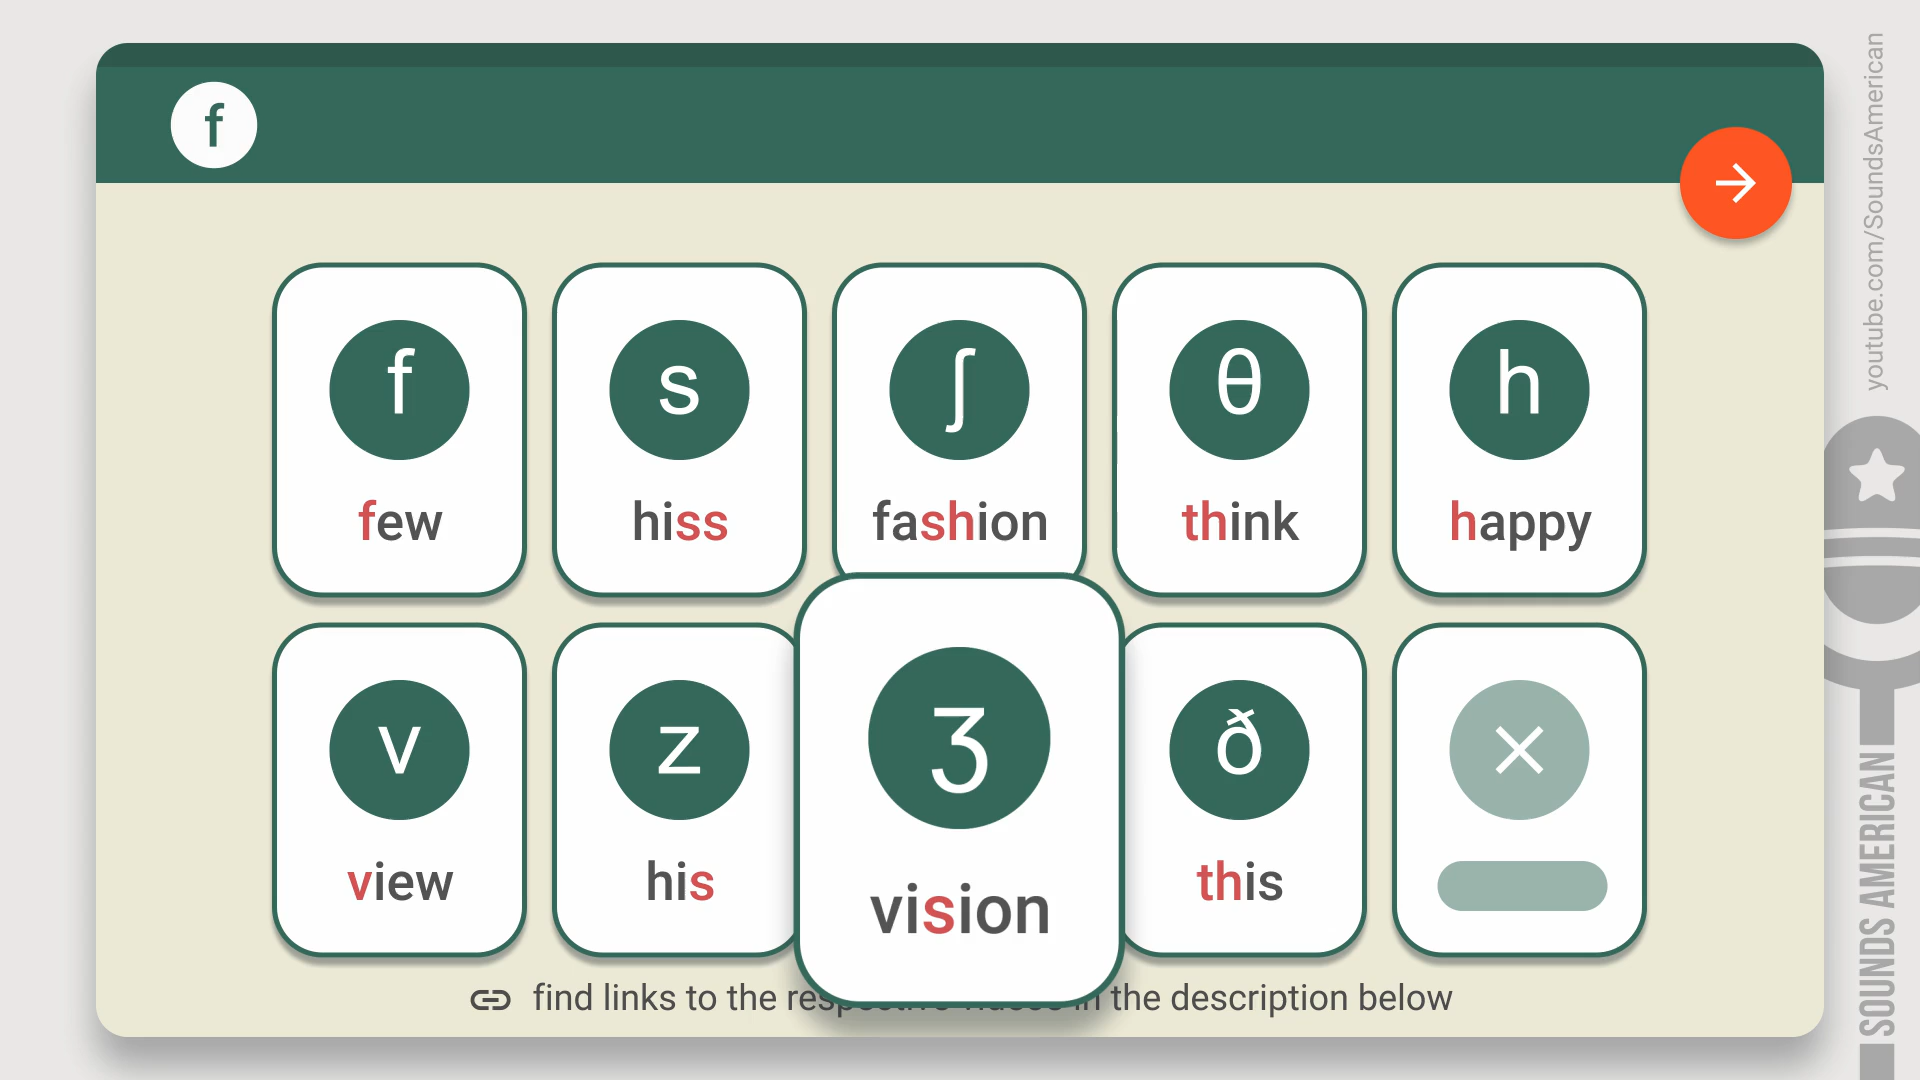 f
f s ʃ θ h
few hiss fashion think happy
v z ʒ ð
view his vision this
find links to the in the description below
youtube.com/SoundsAmerican
SOUNDS AMERICAN